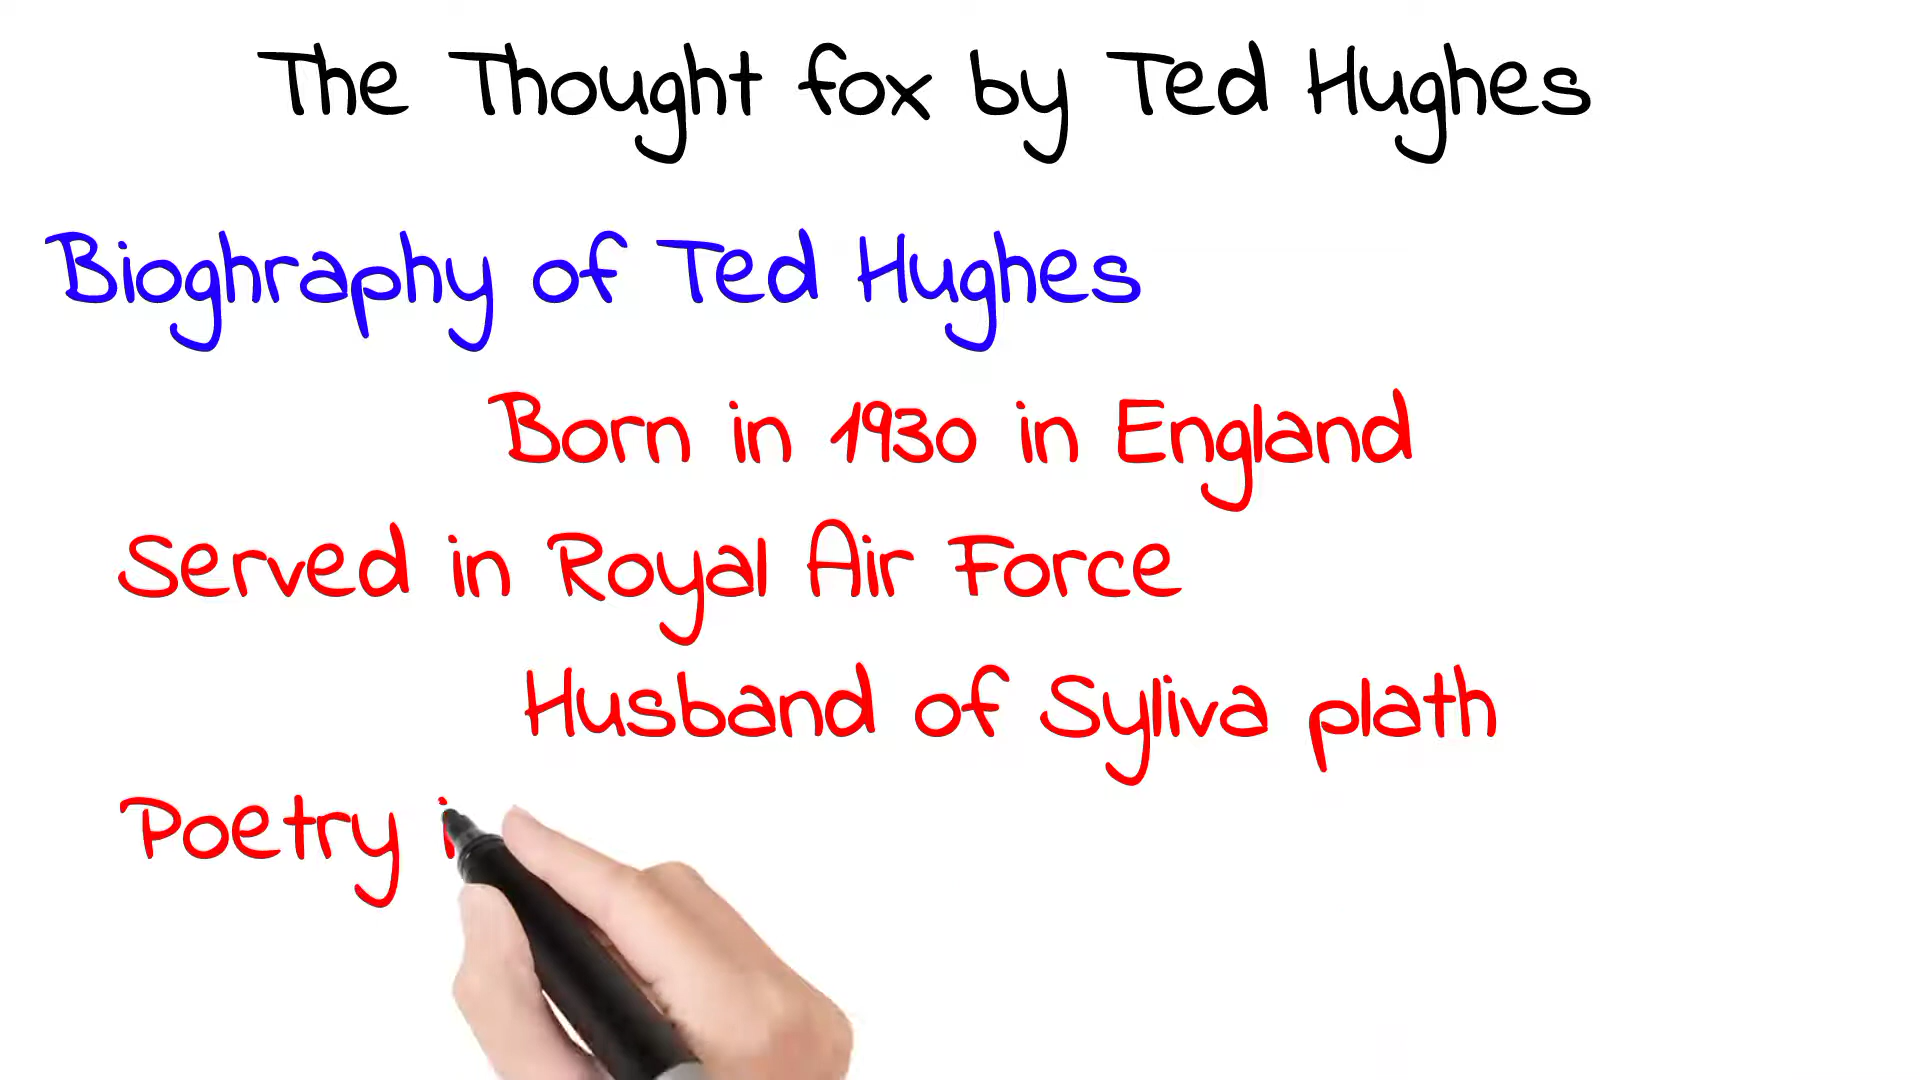 The Thought fox by Ted Hughes
Bioghraphy of Ted Hughes
Born in 1930 in England
Served in Royal Air Force
Husband of Syliva plath
Poetry i